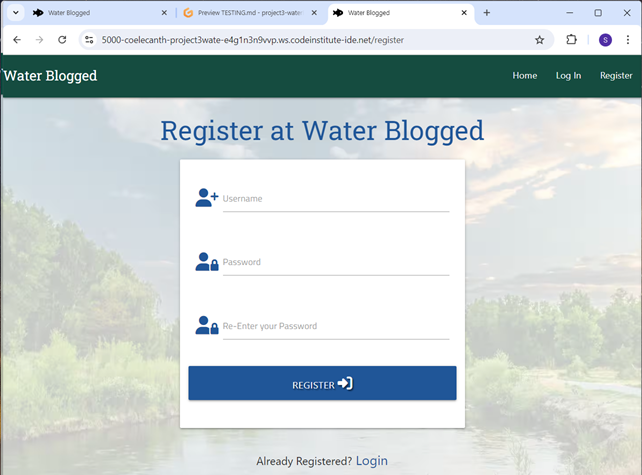 Water Blogged
Preview TESTING.md - project3-water
Water Blogged
5000-coelecanth-project3wate-e4g1n3n9vvp.ws.codeinstitute-ide.net/register
S
Water Blogged
Home
Log In
Register
Register at Water Blogged
Username
Password
Re-Enter your Password
REGISTER
Already Registered? Login